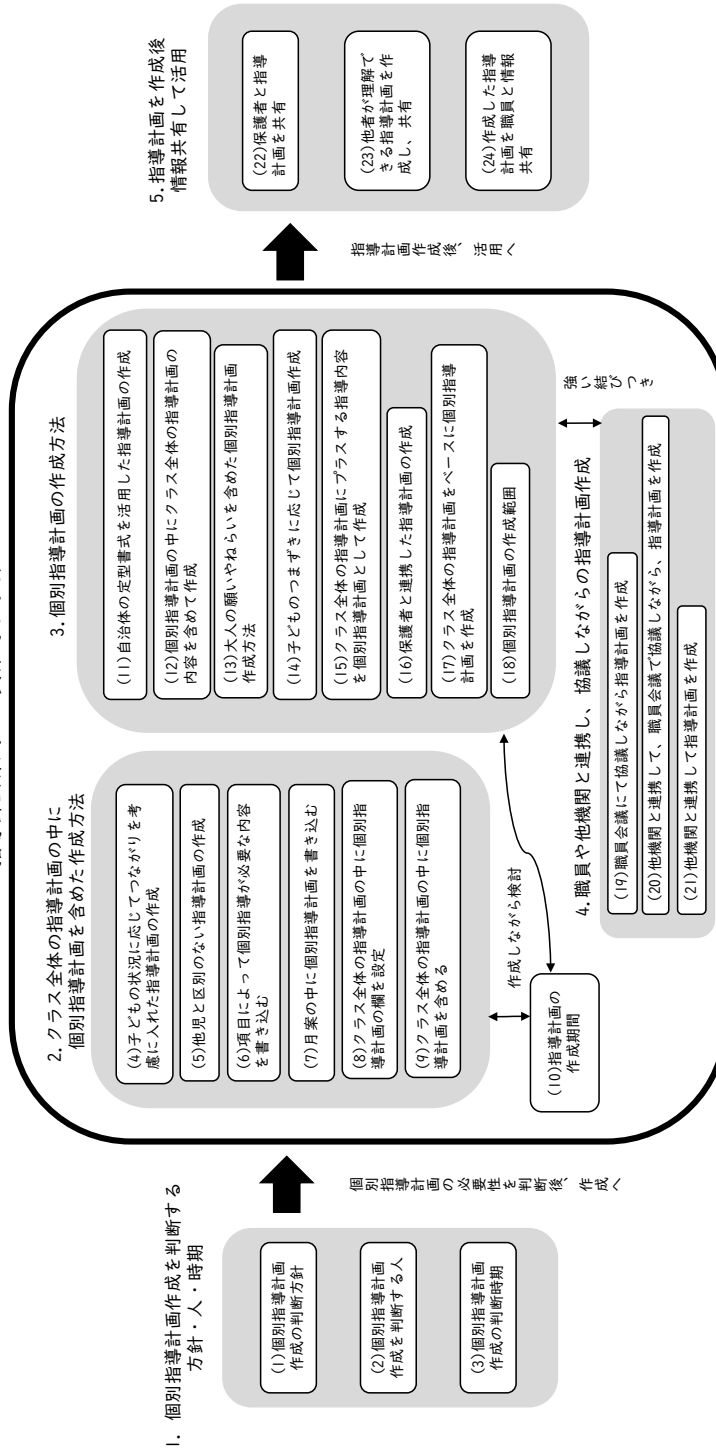 1. 個別指導計画作成を判断する
方針・人・時期
(1)個別指導計画
作成の判断方針
(2)個別指導計画
作成を判断する人
(3)個別指導計画
作成の判断時期
個別指導計画の必要性を判断後、作成へ
2. クラス全体の指導計画の中に
個別指導計画を含めた作成方法
(4)子どもの状況に応じてつながりを考
慮に入れた指導計画の作成
(5)他児と区別のない指導計画の作成
(6)項目によって個別指導が必要な内容
を書き込む
(7)月案の中に個別指導計画を書き込む
(8)クラス全体の指導計画の中に個別指
導計画の欄を設定
(9)クラス全体の指導計画の中に個別指
導計画を含める
(10)指導計画の
作成期間
作成しながら検討
3. 個別指導計画の作成方法
(11)自治体の定型書式を活用した指導計画の作成
(12)個別指導計画の中にクラス全体の指導計画の
内容を含めて作成
(13)大人の願いやねらいを含めた個別指導計画
作成方法
(14)子どものつまずきに応じて個別指導計画作成
(15)クラス全体の指導計画にプラスする指導内容
を個別指導計画として作成
(16)保護者と連携した指導計画の作成
(17)クラス全体の指導計画をベースに個別指導
計画を作成
(18)個別指導計画の作成範囲
強い結びつき
4. 職員や他機関と連携し、協議しながらの指導計画作成
(19)職員会議にて協議しながら指導計画を作成
(20)他機関と連携して、職員会議で協議しながら、指導計画を作成
(21)他機関と連携して指導計画を作成
指導計画作成後、活用へ
5. 指導計画を作成後
情報共有して活用
(22)保護者と指導
計画を共有
(23)他者が理解で
きる指導計画を作
成し、共有
(24)作成した指導
計画を職員と情報
共有